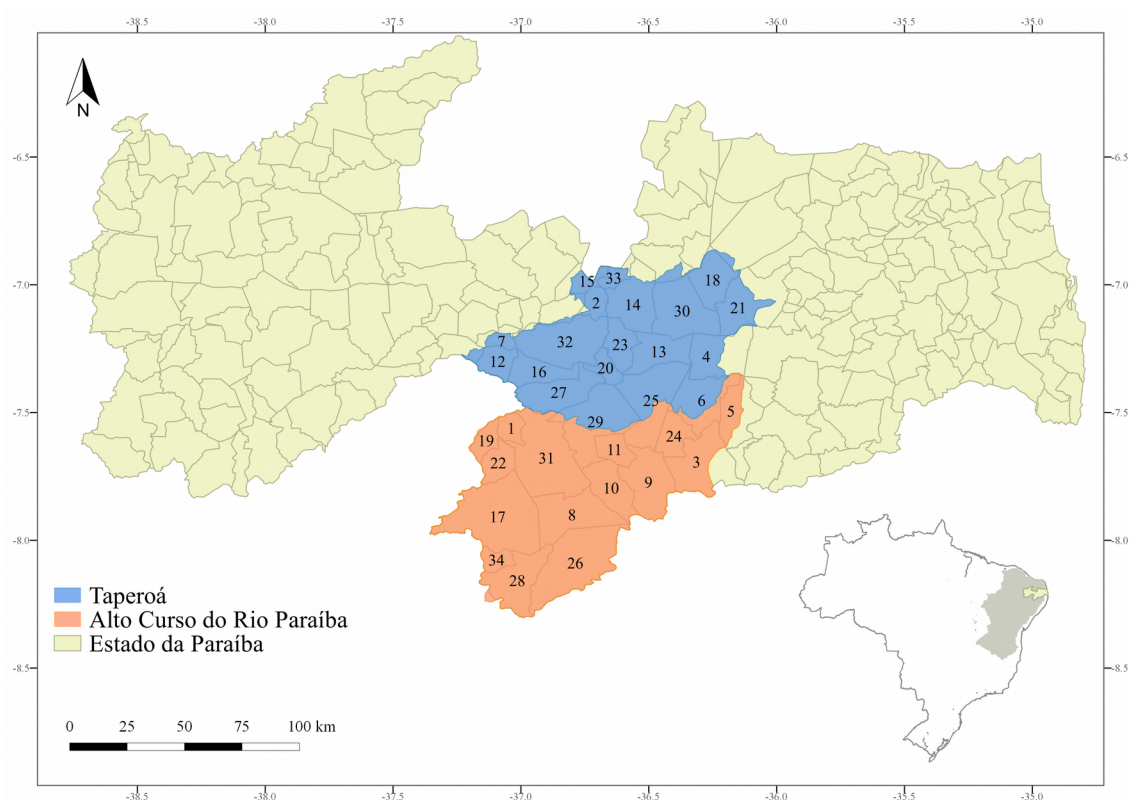 -38.5 -38.0 -37.5 -37.0 -36.5 -36.0 -35.5 -35.0
N
-6.5 -6.5
15 33 18
-7.0 -7.0
2 14 30 21
7 32 23 13 4
12 16 20
27 25 6
-7.5 29 5 -7.5
1 24
19 11
22 31 3
10 9
17 8
-8.0 -8.0
34 26
28
Taperoá
Alto Curso do Rio Paraíba
Estado da Paraíba
-8.5 -8.5
0 25 50 75 100 km
-38.5 -38.0 -37.5 -37.0 -36.5 -36.0 -35.5 -35.0